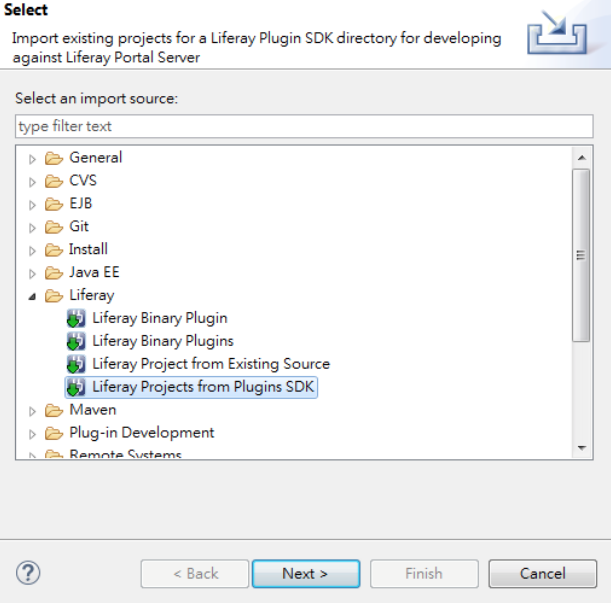 Select
Import existing projects for a Liferay Plugin SDK directory for developing
against Liferay Portal Server
Select an import source:
type filter text
General
CVS
EJB
Git
Install
Java EE
Liferay
Liferay Binary Plugin
Liferay Binary Plugins
Liferay Project from Existing Source
Liferay Projects from Plugins SDK
Maven
Plug-in Development
Remote Systems
?
< Back
Next >
Finish
Cancel